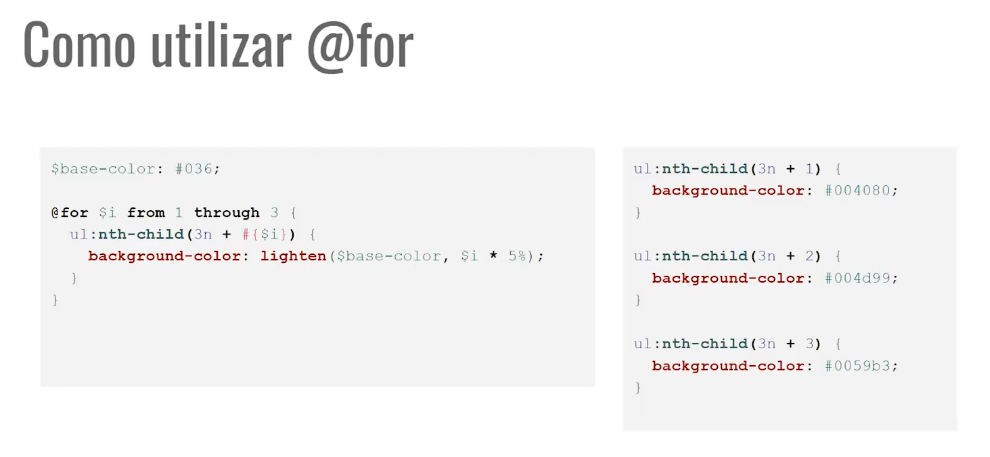 Como utilizar @for
$base-color: #036;
@for $i from 1 through 3 {
ul:nth-child(3n + #{$i}) {
background-color: lighten($base-color, $i * 5%);
}
}
ul:nth-child(3n + 1) {
background-color: #004080;
}
ul:nth-child(3n + 2) {
background-color: #004d99;
}
ul:nth-child(3n + 3) {
background-color: #0059b3;
}